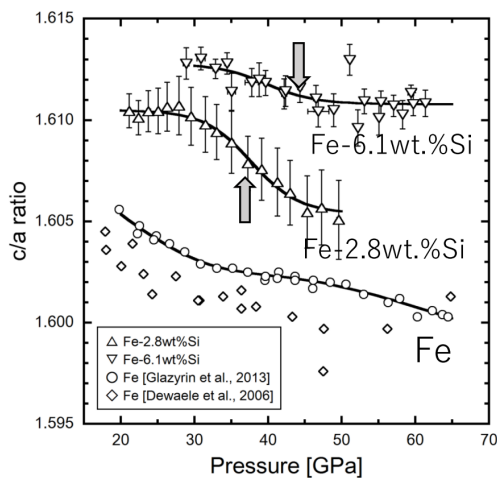 1.615
1.610
1.605
1.600
1.595
c/a ratio
Fe-6.1wt.%Si
Fe-2.8wt.%Si
Fe
△ Fe-2.8wt%Si
▽ Fe-6.1wt%Si
○ Fe [Glazyrin et al., 2013]
◇ Fe [Dewaele et al., 2006]
20 30 40 50 60 70
Pressure [GPa]